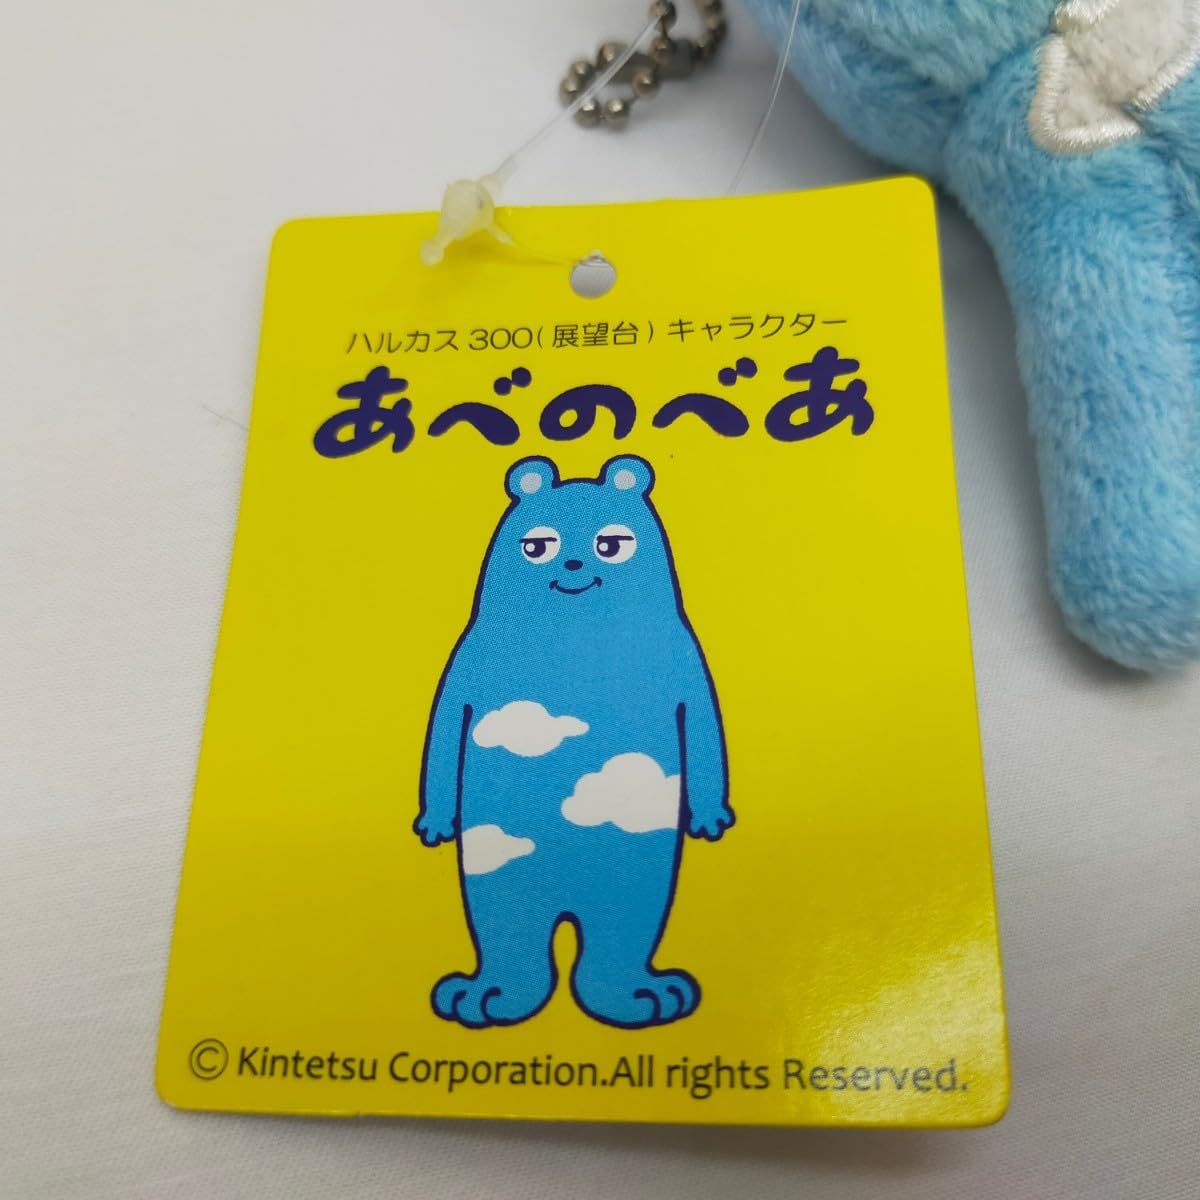 ハルカス300(展望台)キャラクター
あべのべあ
© Kintetsu Corporation.All rights Reserved.